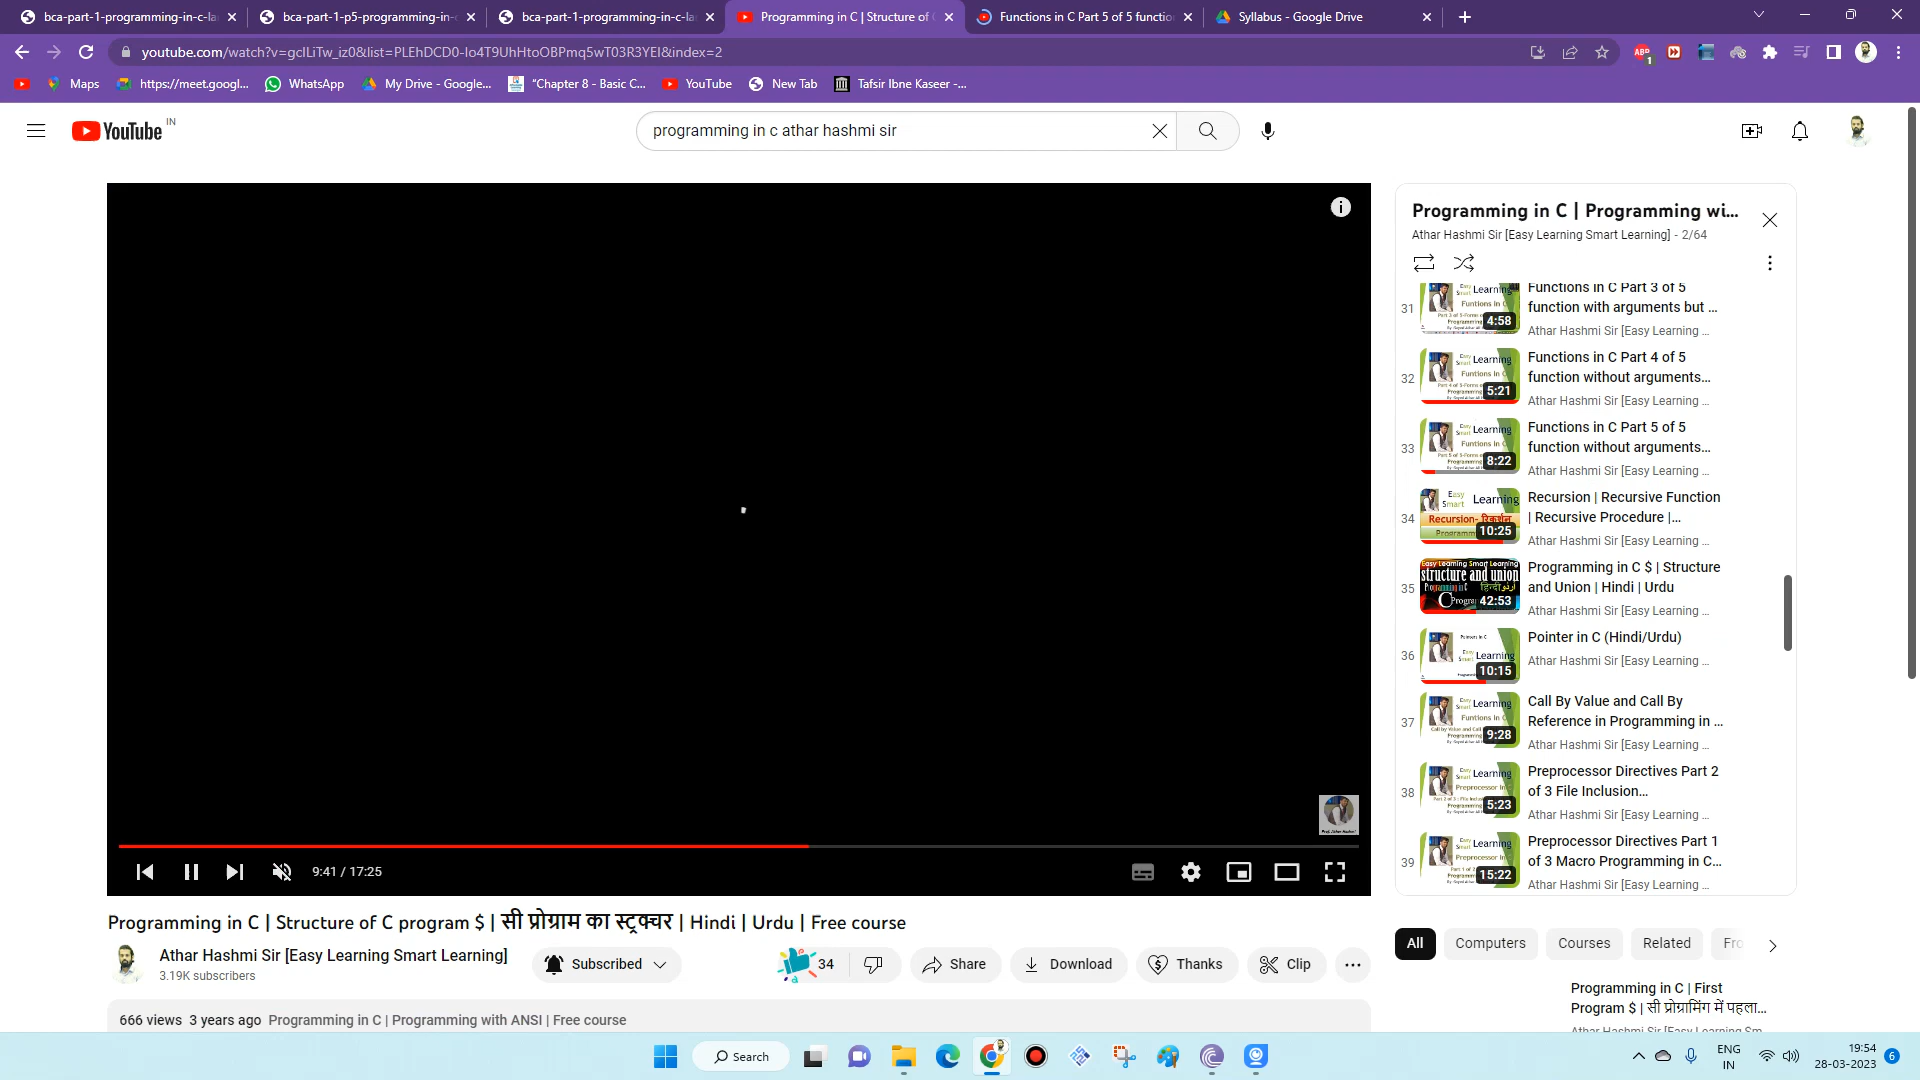 bca-part-1-programming-in-c-la
bca-part-1-p5-programming-in-c
bca-part-1-programming-in-c-la
Programming in C | Structure of C
Functions in C Part 5 of 5 functio
Syllabus - Google Drive
youtube.com/watch?v=gclLiTw_iz0&list=PLEhDCD0-Io4T9UhHtoOBPmq5wT03R3YEI&index=2
Maps
https://meet.googl...
WhatsApp
My Drive - Google...
"Chapter 8 - Basic C...
YouTube
New Tab
Tafsir Ibne Kaseer -...
YouTube IN
programming in c athar hashmi sir
Programming in C | Programming wi...
Athar Hashmi Sir [Easy Learning Smart Learning] - 2/64
31
4:58
Functions in C Part 3 of 5
function with arguments but ...
Athar Hashmi Sir [Easy Learning ...
32
5:21
Functions in C Part 4 of 5
function without arguments...
Athar Hashmi Sir [Easy Learning ...
33
8:22
Functions in C Part 5 of 5
function without arguments...
Athar Hashmi Sir [Easy Learning ...
34
10:25
Recursion | Recursive Function
| Recursive Procedure |...
Athar Hashmi Sir [Easy Learning ...
35
structure and union
42:53
Programming in C $ | Structure
and Union | Hindi | Urdu
Athar Hashmi Sir [Easy Learning ...
36
10:15
Pointer in C (Hindi/Urdu)
Athar Hashmi Sir [Easy Learning ...
37
9:28
Call By Value and Call By
Reference in Programming in ...
Athar Hashmi Sir [Easy Learning ...
38
5:23
Preprocessor Directives Part 2
of 3 File Inclusion...
Athar Hashmi Sir [Easy Learning ...
39
15:22
Preprocessor Directives Part 1
of 3 Macro Programming in C...
Athar Hashmi Sir [Easy Learning ...
9:41 / 17:25
Programming in C | Structure of C program $ | सी प्रोग्राम का स्ट्रक्चर | Hindi | Urdu | Free course
Athar Hashmi Sir [Easy Learning Smart Learning]
3.19K subscribers
Subscribed
34
Share
Download
Thanks
Clip
666 views 3 years ago Programming in C | Programming with ANSI | Free course
All
Computers
Courses
Related
Fro
Programming in C | First
Program $ | सी प्रोग्रामिंग में पहला...
Search
ENG
IN
19:54
28-03-2023
6